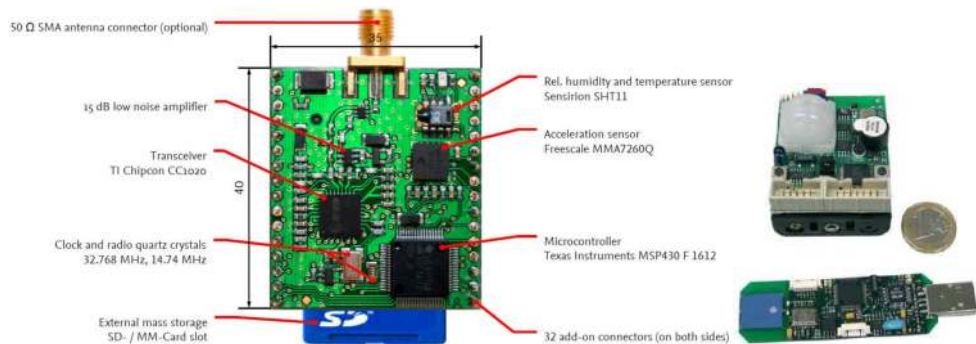 50 Ω SMA antenna connector (optional)
35
40
15 dB low noise amplifier
Transceiver
TI Chipcon CC1020
Clock and radio quartz crystals
32.768 MHz, 14.74 MHz
External mass storage
SD- / MM-Card slot
SD
Rel. humidity and temperature sensor
Sensirion SHT11
Acceleration sensor
Freescale MMA7260Q
Microcontroller
Texas Instruments MSP430 F 1612
32 add-on connectors (on both sides)
1